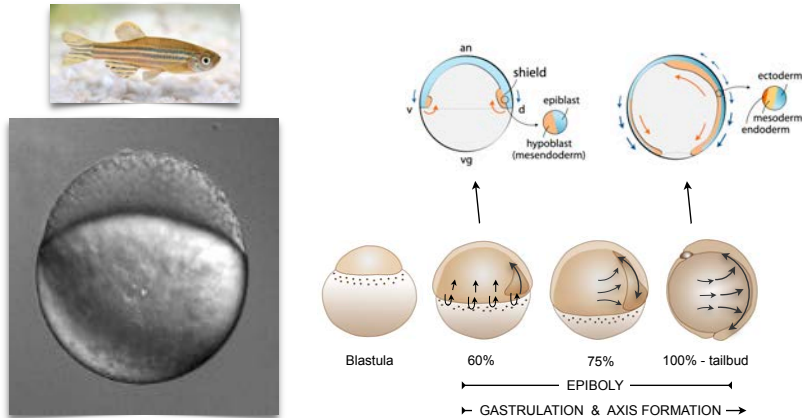 an
shield
v
d
epiblast
hypoblast
(mesendoderm)
vg
ectoderm
mesoderm
endoderm
Blastula
60%
75%
100% - tailbud
EPIBOLY
GASTRULATION & AXIS FORMATION